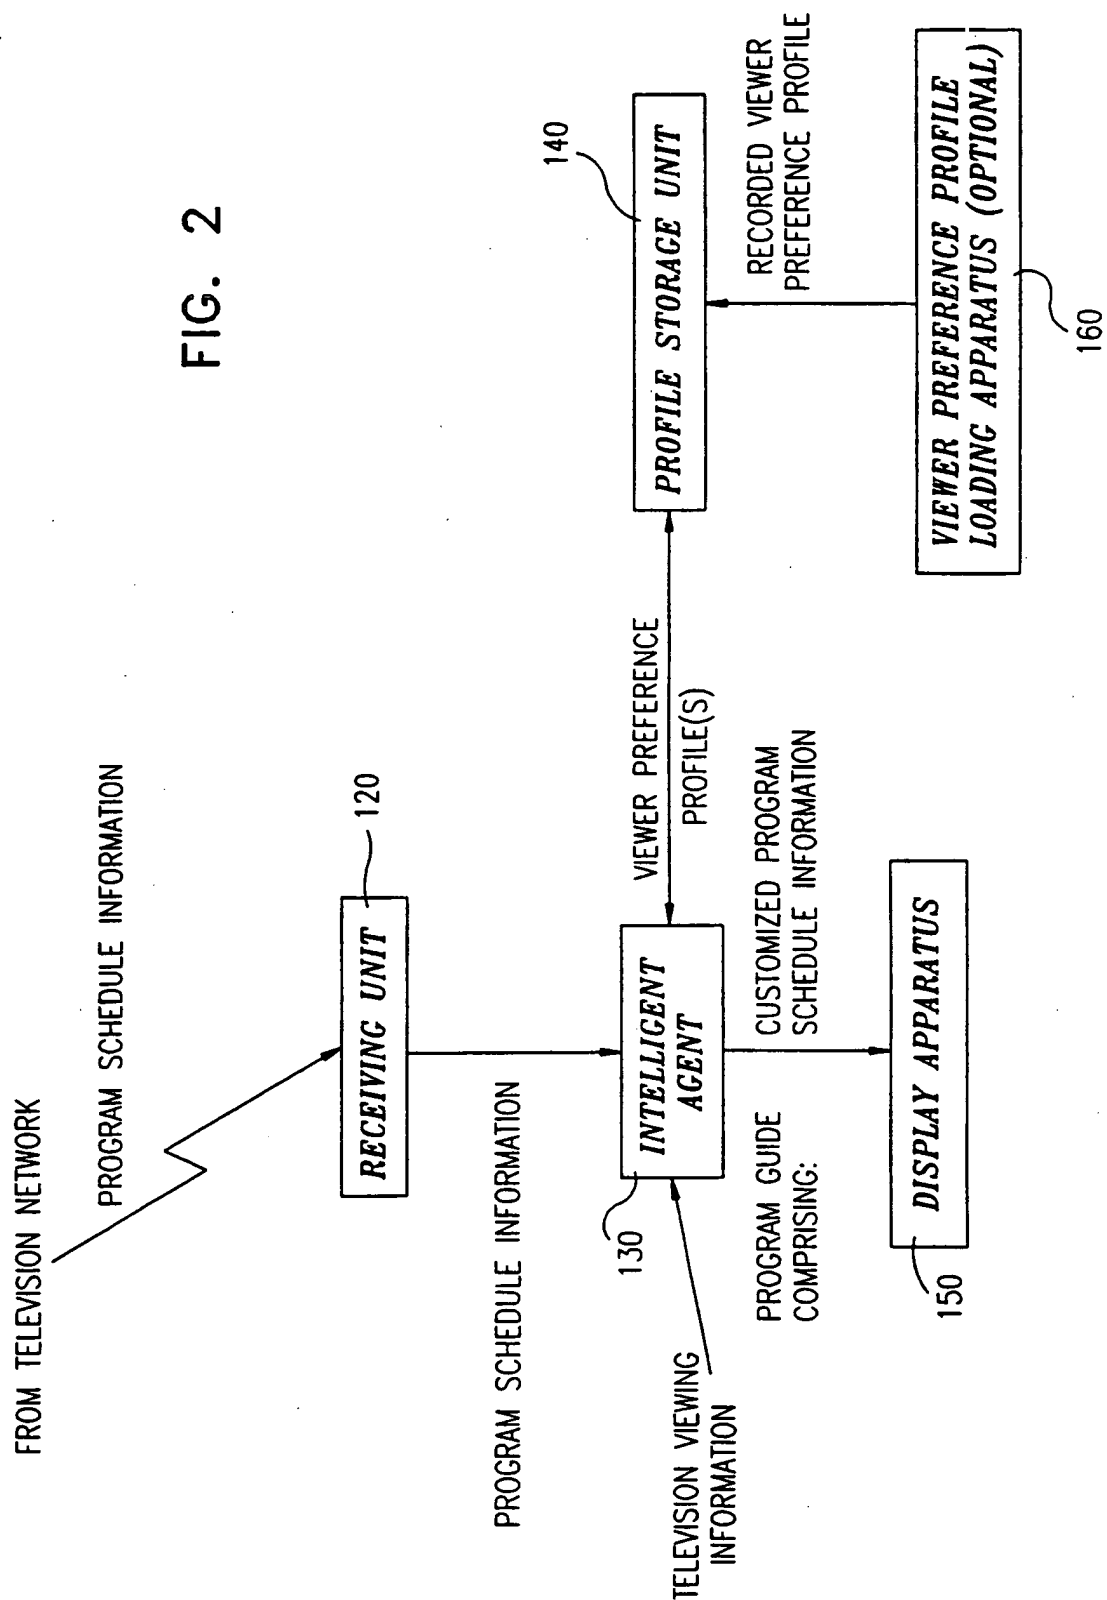 FIG. 2
FROM TELEVISION NETWORK
PROGRAM SCHEDULE INFORMATION
RECEIVING UNIT
120
PROGRAM SCHEDULE INFORMATION
TELEVISION VIEWING
INFORMATION
130
INTELLIGENT
AGENT
VIEWER PREFERENCE
PROFILE(S)
PROFILE STORAGE UNIT
140
PROGRAM GUIDE
COMPRISING:
CUSTOMIZED PROGRAM
SCHEDULE INFORMATION
RECORDED VIEWER
PREFERENCE PROFILE
150
DISPLAY APPARATUS
VIEWER PREFERENCE PROFILE
LOADING APPARATUS (OPTIONAL)
160